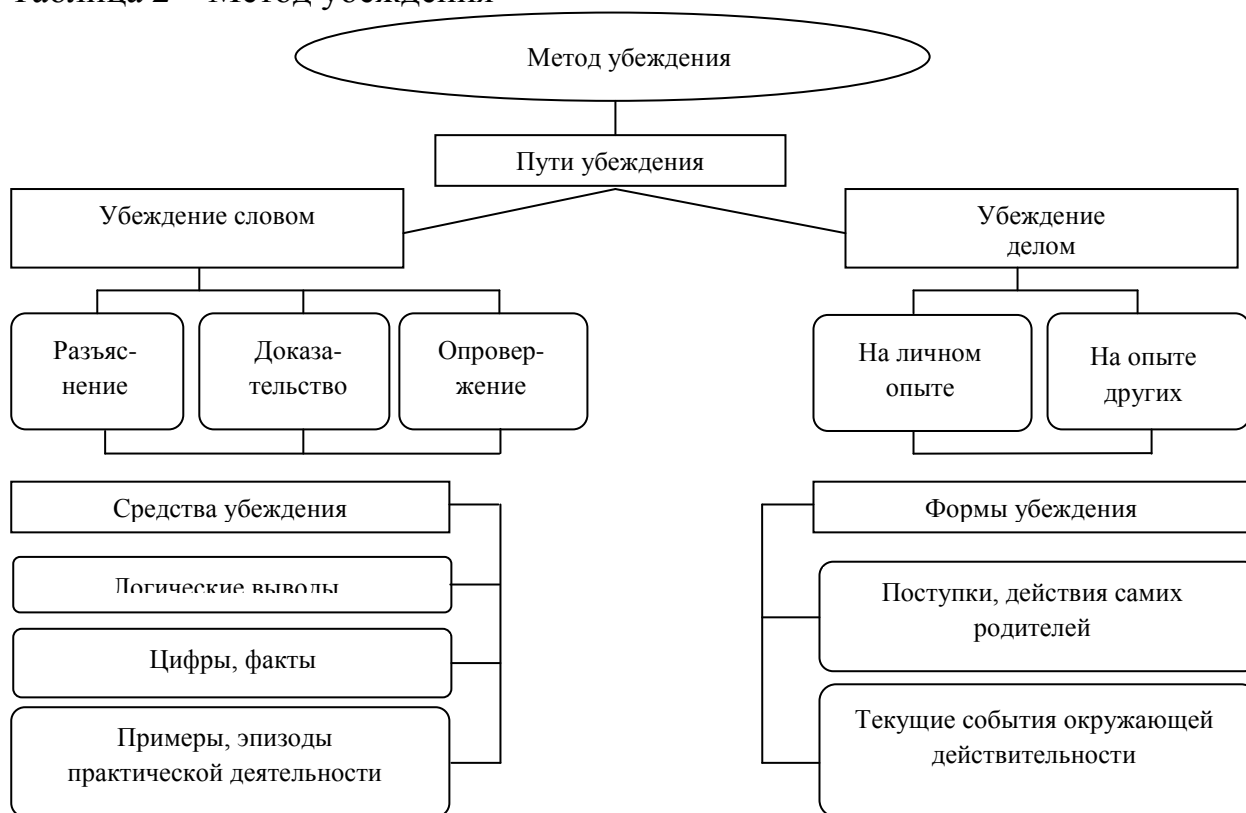 Таблица 2 – Метод убеждения
Метод убеждения
Пути убеждения
Убеждение словом
Убеждение
делом
Разъяс-
нение
Доказа-
тельство
Опровер-
жение
На личном
опыте
На опыте
других
Средства убеждения
Формы убеждения
Логические выводы
Цифры, факты
Примеры, эпизоды
практической деятельности
Поступки, действия самих
родителей
Текущие события окружающей
действительности